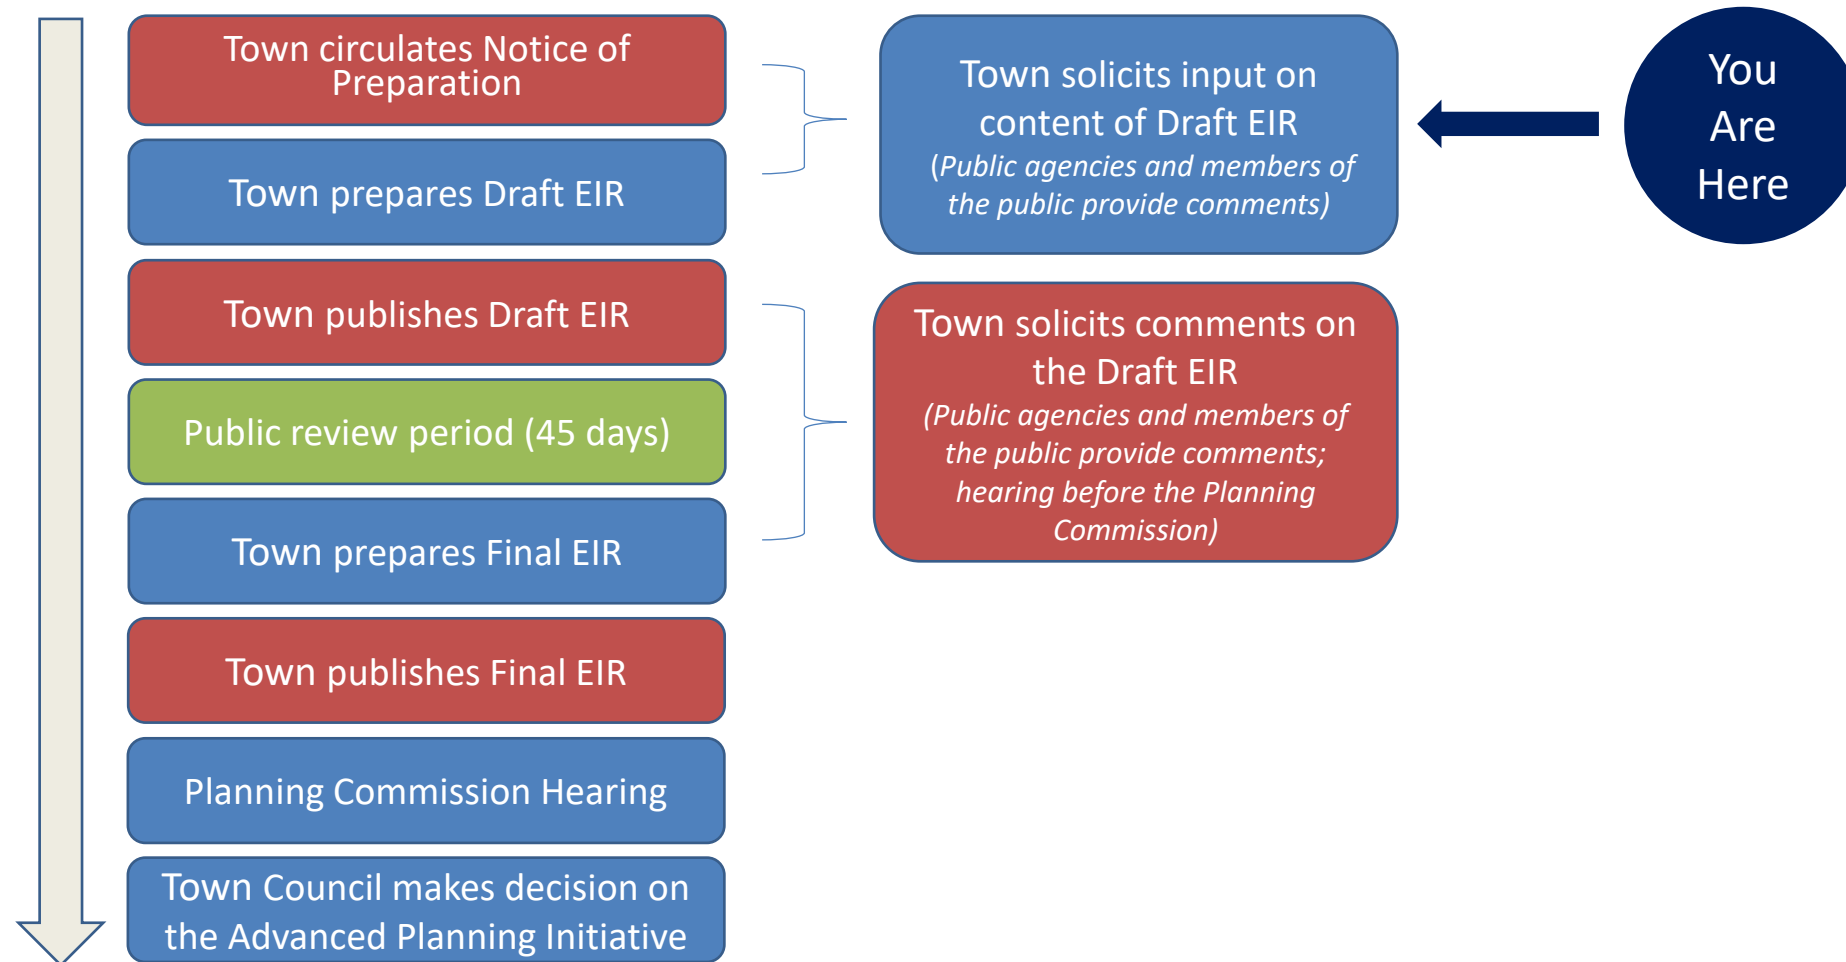 Town circulates Notice of
Preparation
Town prepares Draft EIR
Town publishes Draft EIR
Public review period (45 days)
Town prepares Final EIR
Town publishes Final EIR
Planning Commission Hearing
Town Council makes decision on
the Advanced Planning Initiative
Town solicits input on
content of Draft EIR
(Public agencies and members of
the public provide comments)
Town solicits comments on
the Draft EIR
(Public agencies and members of
the public provide comments;
hearing before the Planning
Commission)
You
Are
Here